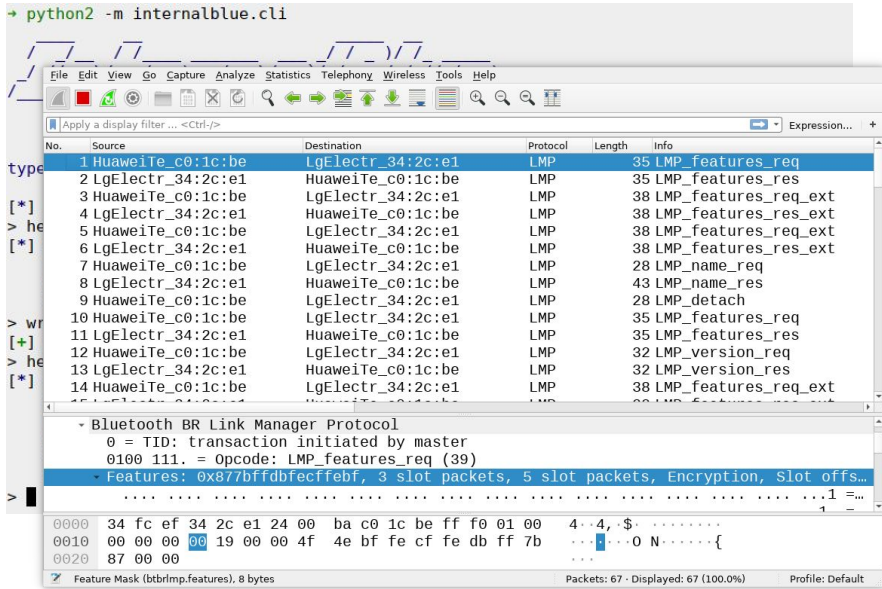 → python2 -m internalblue.cli
File Edit View Go Capture Analyze Statistics Telephony Wireless Tools Help
Apply a display filter ... <Ctrl-/> Expression... +
No. Source Destination Protocol Length Info
1 HuaweiTe_c0:1c:be LgElectr_34:2c:e1 LMP 35 LMP_features_req
type
2 LgElectr_34:2c:e1 HuaweiTe_c0:1c:be LMP 35 LMP_features_res
3 HuaweiTe_c0:1c:be LgElectr_34:2c:e1 LMP 38 LMP_features_req_ext
[*]
4 LgElectr_34:2c:e1 HuaweiTe_c0:1c:be LMP 38 LMP_features_res_ext
> he
5 HuaweiTe_c0:1c:be LgElectr_34:2c:e1 LMP 38 LMP_features_req_ext
[*]
6 LgElectr_34:2c:e1 HuaweiTe_c0:1c:be LMP 38 LMP_features_res_ext
7 HuaweiTe_c0:1c:be LgElectr_34:2c:e1 LMP 28 LMP_name_req
8 LgElectr_34:2c:e1 HuaweiTe_c0:1c:be LMP 43 LMP_name_res
9 HuaweiTe_c0:1c:be LgElectr_34:2c:e1 LMP 28 LMP_detach
10 HuaweiTe_c0:1c:be LgElectr_34:2c:e1 LMP 35 LMP_features_req
> wr
11 LgElectr_34:2c:e1 HuaweiTe_c0:1c:be LMP 35 LMP_features_res
[+]
12 HuaweiTe_c0:1c:be LgElectr_34:2c:e1 LMP 32 LMP_version_req
> he
13 LgElectr_34:2c:e1 HuaweiTe_c0:1c:be LMP 32 LMP_version_res
[*]
14 HuaweiTe_c0:1c:be LgElectr_34:2c:e1 LMP 38 LMP_features_req_ext
Bluetooth BR Link Manager Protocol
0 = TID: transaction initiated by master
0100 111. = Opcode: LMP_features_req (39)
Features: 0x877bffdbfecffebf, 3 slot packets, 5 slot packets, Encryption, Slot offs…
>
.... .... .... .... .... .... .... .... .... .... .... .... .... .... .... ...1 =…
0000 34 fc ef 34 2c e1 24 00 ba c0 1c be ff f0 01 00 4··4,·$· ········
0010 00 00 00 00 19 00 00 4f 4e bf fe cf fe db ff 7b ·······O N······{
0020 87 00 00 ···
Feature Mask (btbrlmp.features), 8 bytes Packets: 67 · Displayed: 67 (100.0%) Profile: Default